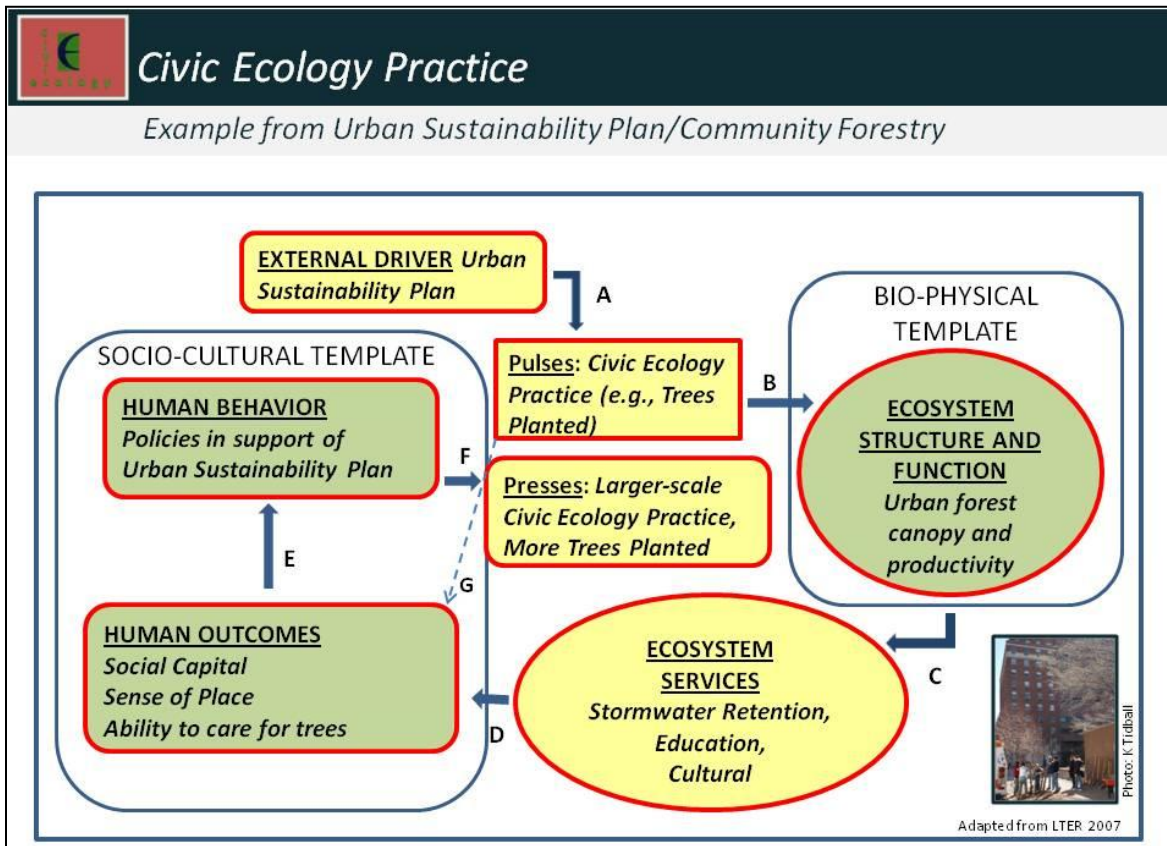 Civic Ecology Practice
Example from Urban Sustainability Plan/Community Forestry
EXTERNAL DRIVER Urban
Sustainability Plan
A
BIO-PHYSICAL
TEMPLATE
SOCIO-CULTURAL TEMPLATE
Pulses: Civic Ecology
Practice (e.g., Trees
Planted)
B
HUMAN BEHAVIOR
Policies in support of
Urban Sustainability Plan
F
ECOSYSTEM
STRUCTURE AND
FUNCTION
Urban forest
canopy and
productivity
Presses: Larger-scale
Civic Ecology Practice,
More Trees Planted
E
G
HUMAN OUTCOMES
Social Capital
Sense of Place
Ability to care for trees
D
ECOSYSTEM
SERVICES
Stormwater Retention,
Education,
Cultural
C
Photo: K Tidball
Adapted from LTER 2007